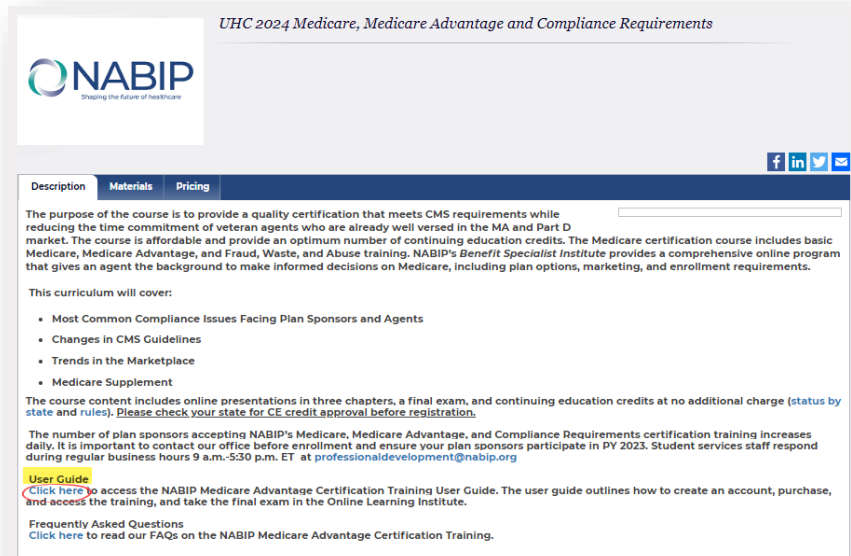 UHC 2024 Medicare, Medicare Advantage and Compliance Requirements
NABIP
Shaping the future of healthcare
Description Materials Pricing
The purpose of the course is to provide a quality certification that meets CMS requirements while
reducing the time commitment of veteran agents who are already well versed in the MA and Part D
market. The course is affordable and provide an optimum number of continuing education credits. The Medicare certification course includes basic
Medicare, Medicare Advantage, and Fraud, Waste, and Abuse training. NABIP's Benefit Specialist Institute provides a comprehensive online program
that gives an agent the background to make informed decisions on Medicare, including plan options, marketing, and enrollment requirements.
This curriculum will cover:
• Most Common Compliance Issues Facing Plan Sponsors and Agents
• Changes in CMS Guidelines
• Trends in the Marketplace
• Medicare Supplement
The course content includes online presentations in three chapters, a final exam, and continuing education credits at no additional charge (status by
state and rules). Please check your state for CE credit approval before registration.
The number of plan sponsors accepting NABIP's Medicare, Medicare Advantage, and Compliance Requirements certification training increases
daily. It is important to contact our office before enrollment and ensure your plan sponsors participate in PY 2023. Student services staff respond
during regular business hours 9 a.m.-5:30 p.m. ET at professionaldevelopment@nabip.org
User Guide
Click here to access the NABIP Medicare Advantage Certification Training User Guide. The user guide outlines how to create an account, purchase,
and access the training, and take the final exam in the Online Learning Institute.
Frequently Asked Questions
Click here to read our FAQs on the NABIP Medicare Advantage Certification Training.